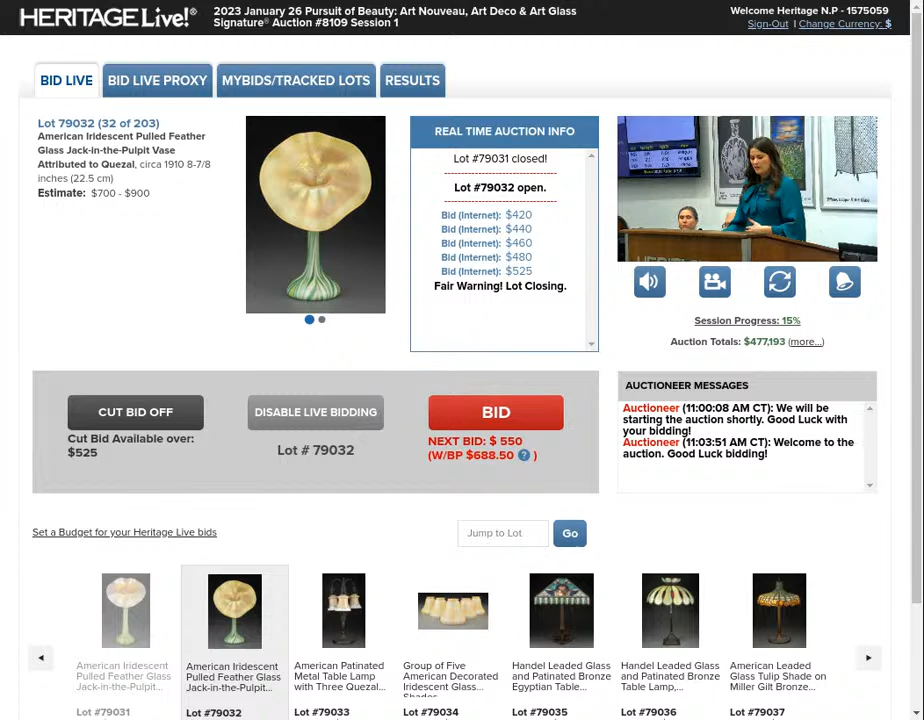 HERITAGE Live!®
2023 January 26 Pursuit of Beauty: Art Nouveau, Art Deco & Art Glass
Signature® Auction #8109 Session 1
Welcome Heritage N.P - 1575059
Sign-Out | Change Currency: $
BID LIVE
BID LIVE PROXY
MYBIDS/TRACKED LOTS
RESULTS
Lot 79032 (32 of 203)
American Iridescent Pulled Feather
Glass Jack-in-the-Pulpit Vase
Attributed to Quezal, circa 1910 8-7/8
inches (22.5 cm)
Estimate: $700 - $900
REAL TIME AUCTION INFO
Lot #79031 closed!
------------------------------
Lot #79032 open.
------------------------------
Bid (Internet): $420
Bid (Internet): $440
Bid (Internet): $460
Bid (Internet): $480
Bid (Internet): $525
Fair Warning! Lot Closing.
Session Progress: 15%
Auction Totals: $477,193 (more...)
CUT BID OFF
Cut Bid Available over:
$525
DISABLE LIVE BIDDING
Lot # 79032
BID
NEXT BID: $ 550
(W/BP $688.50 ? )
AUCTIONEER MESSAGES
Auctioneer (11:00:08 AM CT): We will be
starting the auction shortly. Good Luck with
your bidding!
Auctioneer (11:03:51 AM CT): Welcome to the
auction. Good Luck bidding!
Set a Budget for your Heritage Live bids
Jump to Lot
Go
American Iridescent
Pulled Feather Glass
Jack-in-the-Pulpit...
Lot #79031
American Iridescent
Pulled Feather Glass
Jack-in-the-Pulpit...
Lot #79032
American Patinated
Metal Table Lamp
with Three Quezal...
Lot #79033
Group of Five
American Decorated
Iridescent Glass...
Shades
Lot #79034
Handel Leaded Glass
and Patinated Bronze
Egyptian Table...
Lot #79035
Handel Leaded Glass
and Patinated Bronze
Table Lamp,...
Lot #79036
American Leaded
Glass Tulip Shade on
Miller Gilt Bronze...
Lot #79037